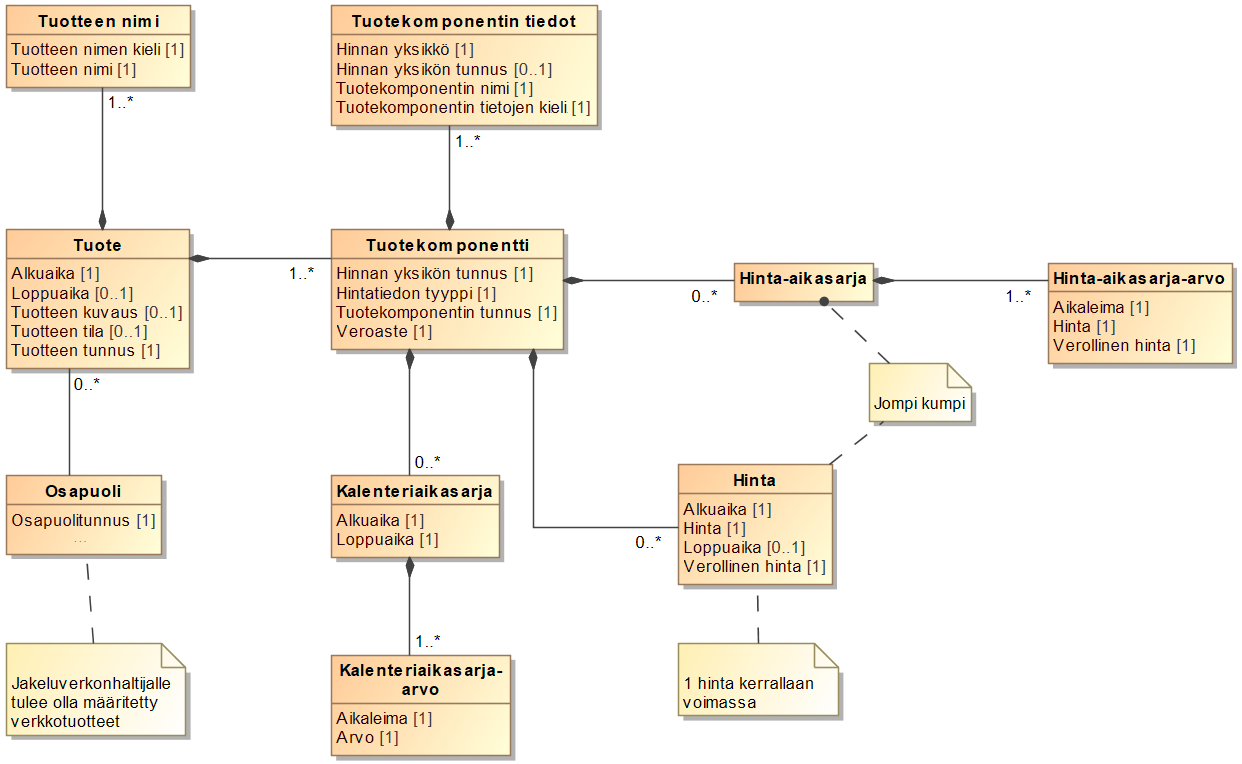 Tuotteen nimi
Tuotteen nimen kieli [1]
Tuotteen nimi [1]
1..*
Tuotekomponentin tiedot
Hinnan yksikkö [1]
Hinnan yksikön tunnus [0..1]
Tuotekomponentin nimi [1]
Tuotekomponentin tietojen kieli [1]
1..*
Tuote
Alkuaika [1]
Loppuaika [0..1]
Tuotteen kuvaus [0..1]
Tuotteen tila [0..1]
Tuotteen tunnus [1]
1..*
0..*
Tuotekomponentti
Hinnan yksikön tunnus [1]
Hintatiedon tyyppi [1]
Tuotekomponentin tunnus [1]
Veroaste [1]
0..*
Hinta-aikasarja
1..*
Hinta-aikasarja-arvo
Aikaleima [1]
Hinta [1]
Verollinen hinta [1]
Jompi kumpi
Osapuoli
Osapuolitunnus [1]
...
0..*
Kalenteriaikasarja
Alkuaika [1]
Loppuaika [1]
0..*
Hinta
Alkuaika [1]
Hinta [1]
Loppuaika [0..1]
Verollinen hinta [1]
Jakeluverkonhaltijalle
tulee olla määritetty
verkkotuotteet
1..*
Kalenteriaikasarja-
arvo
Aikaleima [1]
Arvo [1]
1 hinta kerrallaan
voimassa